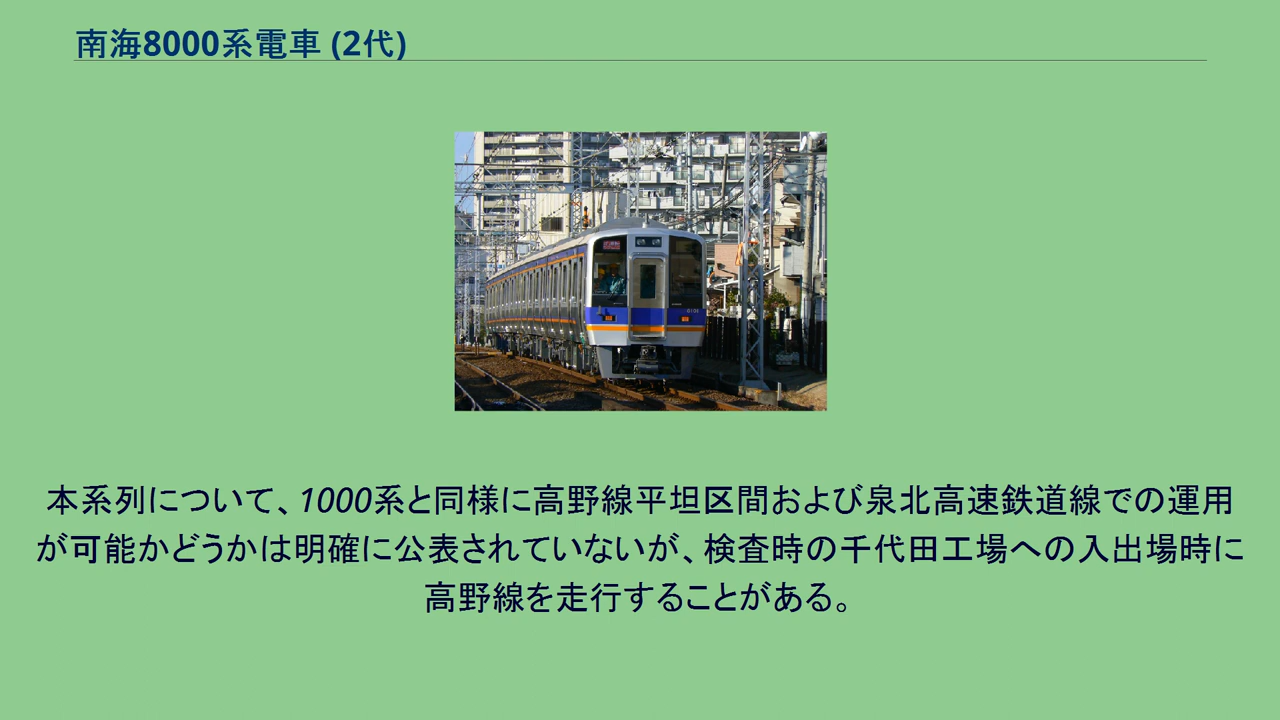 南海8000系電車 (2代)
本系列について、1000系と同様に高野線平坦区間および泉北高速鉄道線での運用
が可能かどうかは明確に公表されていないが、検査時の千代田工場への入出場時に
高野線を走行することがある。